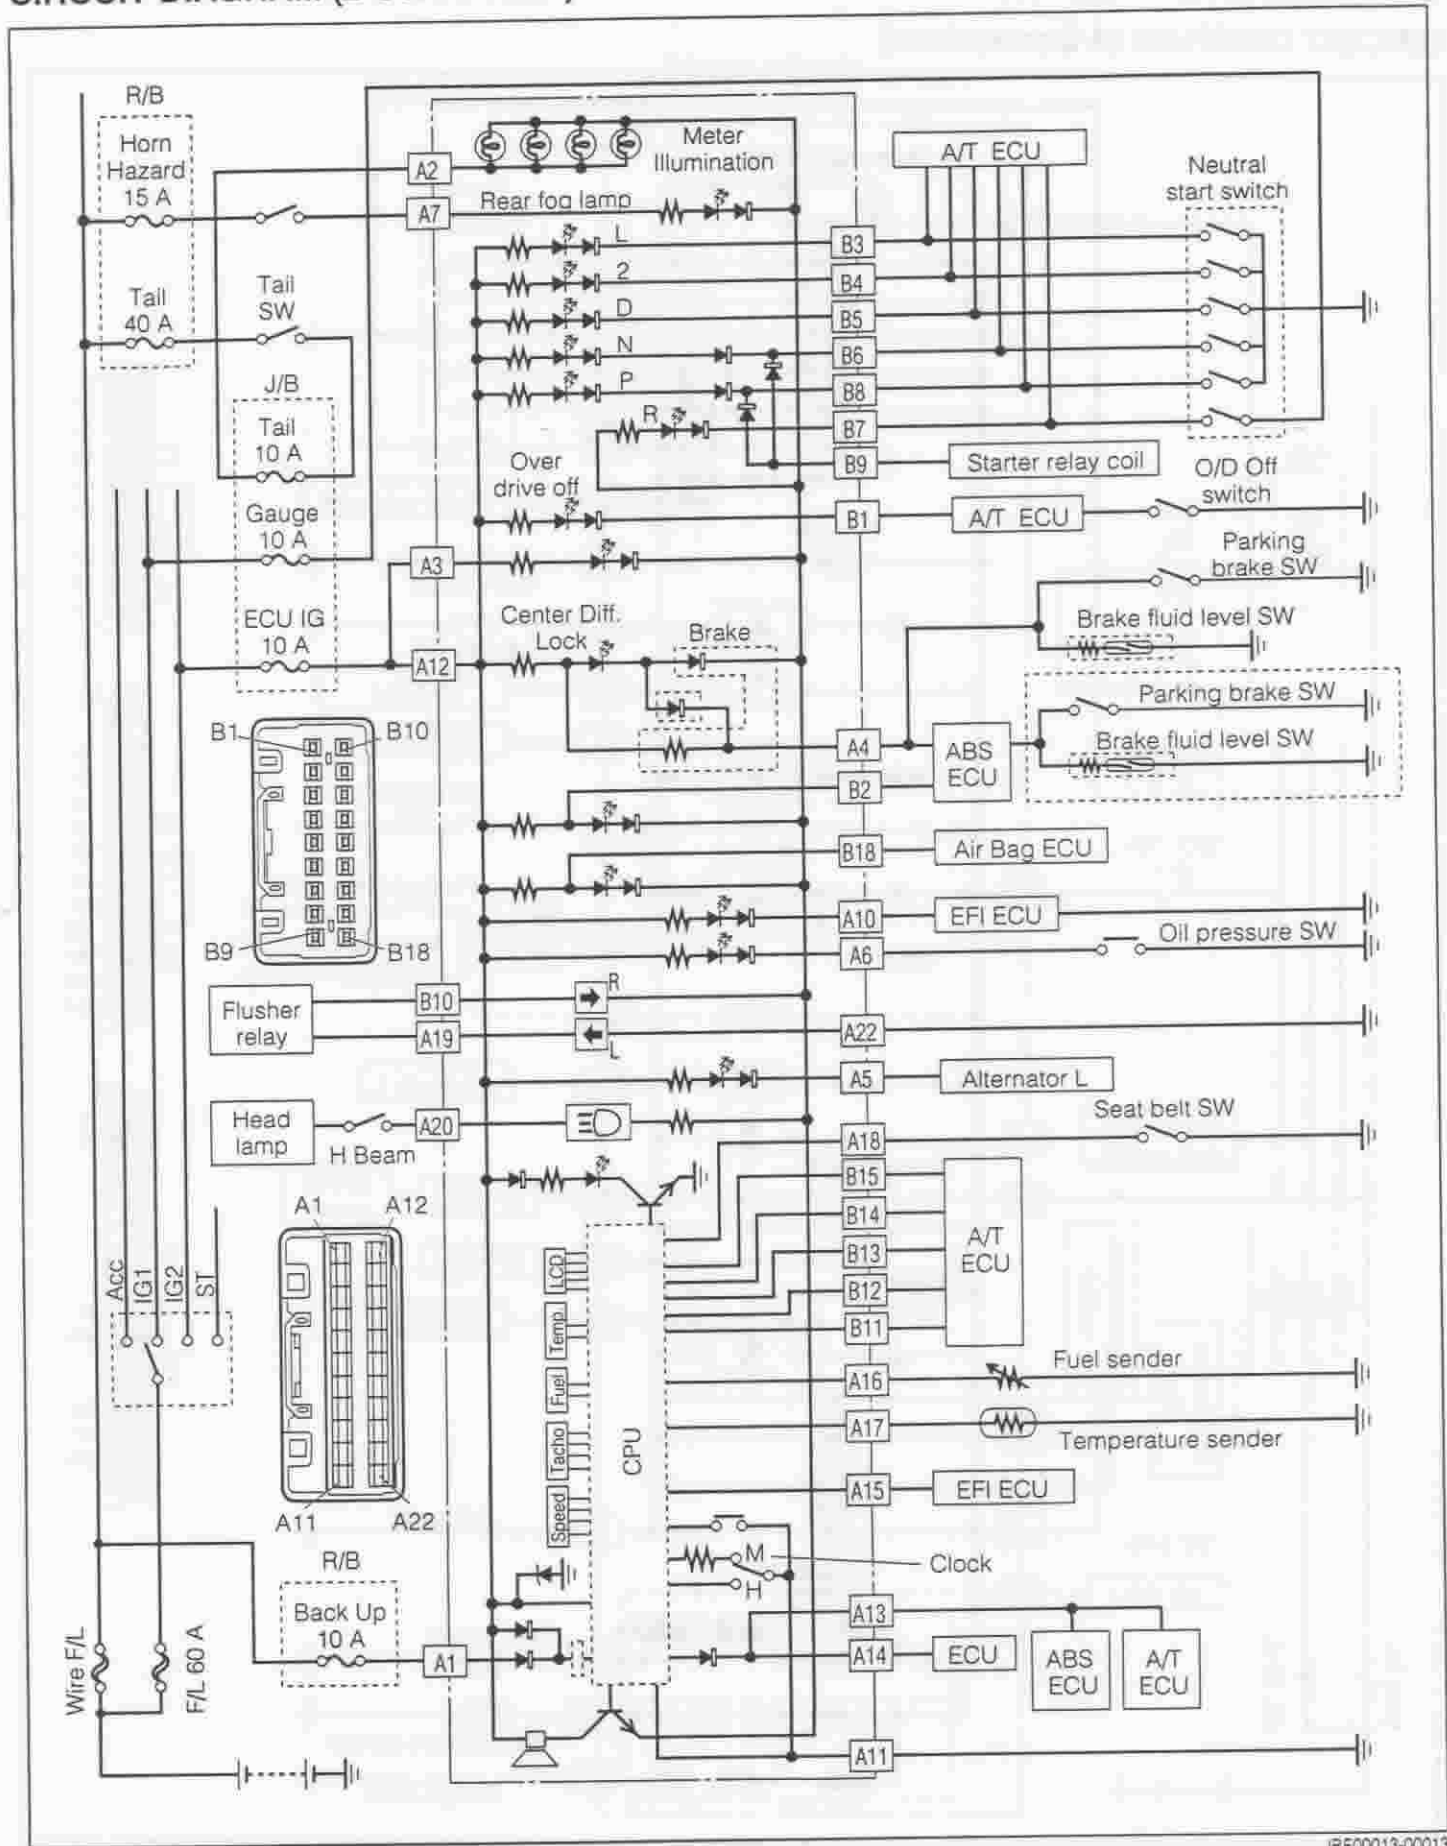 R/B
Horn
Hazard
15 A
Tail
40 A
Tail
SW
J/B
Tail
10 A
Gauge
10 A
ECU IG
10 A
A2
A7
A3
A12
Meter
Illumination
Rear fog lamp
L
2
D
N
P
R
Over
drive off
Center Diff.
Lock
Brake
A/T ECU
Neutral
start switch
B3
B4
B5
B6
B8
B7
B9
Starter relay coil
O/D Off
switch
B1
A/T ECU
Parking
brake SW
Brake fluid level SW
Parking brake SW
Brake fluid level SW
A4
ABS
ECU
B2
B18
Air Bag ECU
A10
EFI ECU
Oil pressure SW
A6
B1
B10
B9
B18
Flusher
relay
B10
A19
R
L
A22
A5
Alternator L
Head
lamp
H Beam
A20
Seat belt SW
A18
B15
B14
B13
B12
B11
A/T
ECU
A1
A12
A11
A22
Acc
IG1
IG2
ST
LCD
Temp.
Fuel
Tacho
Speed
CPU
A16
Fuel sender
A17
Temperature sender
A15
EFI ECU
M
H
Clock
R/B
Back Up
10 A
A1
A13
A14
ECU
ABS
ECU
A/T
ECU
Wire F/L
F/L 60 A
A11